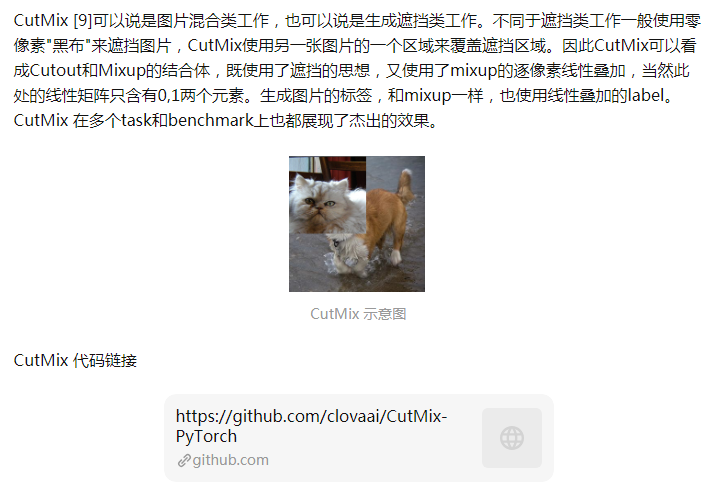 CutMix [9]可以说是图片混合类工作，也可以说是生成遮挡类工作。不同于遮挡类工作一般使用零
像素"黑布"来遮挡图片，CutMix使用另一张图片的一个区域来覆盖遮挡区域。因此CutMix可以看
成Cutout和Mixup的结合体，既使用了遮挡的思想，又使用了mixup的逐像素线性叠加，当然此
处的线性矩阵只含有0,1两个元素。生成图片的标签，和mixup一样，也使用线性叠加的label。
CutMix 在多个task和benchmark上也都展现了杰出的效果。
CutMix 示意图
CutMix 代码链接
https://github.com/clovaai/CutMix-
PyTorch
github.com